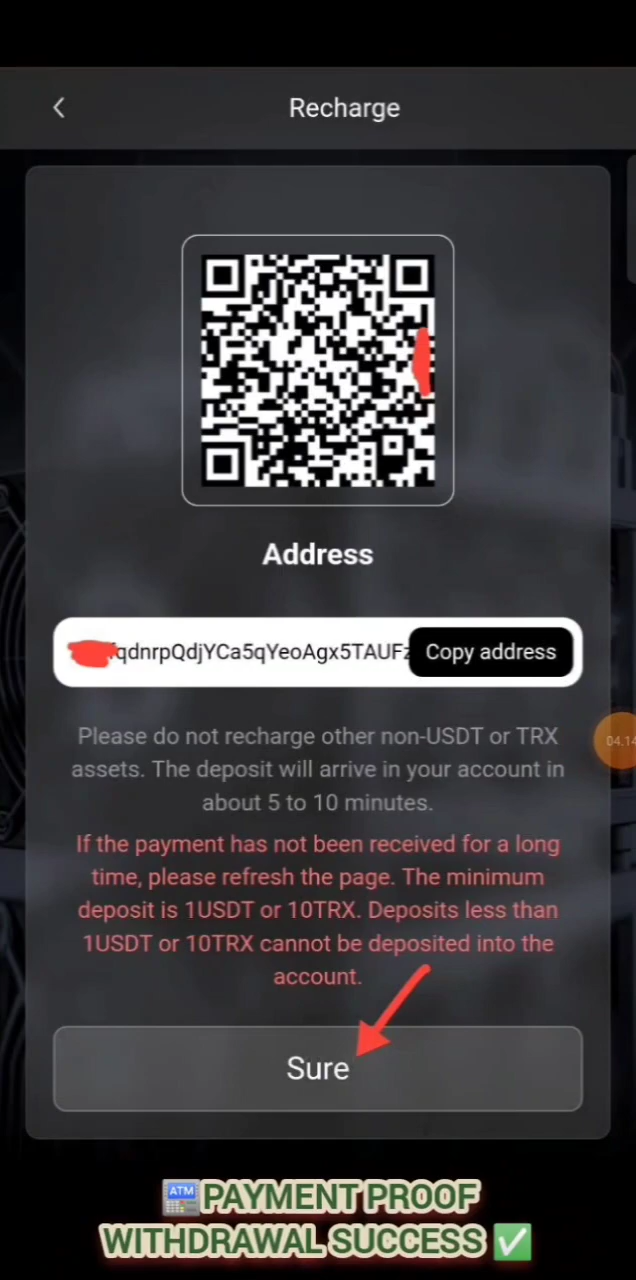 Recharge
Address
qdnrpQdjYCa5qYeoAgx5TAUFz
Copy address
Please do not recharge other non-USDT or TRX
assets. The deposit will arrive in your account in
about 5 to 10 minutes.
04.14
If the payment has not been received for a long
time, please refresh the page. The minimum
deposit is 1USDT or 10TRX. Deposits less than
1USDT or 10TRX cannot be deposited into the
account.
Sure
ATM
PAYMENT PROOF
WITHDRAWAL SUCCESS ✅